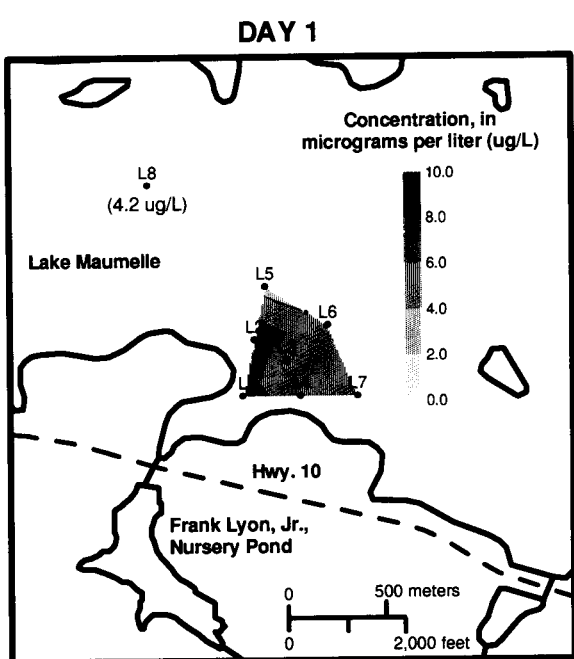 DAY 1
Concentration, in
micrograms per liter (ug/L)
10.0
8.0
6.0
4.0
2.0
0.0
L8
(4.2 ug/L)
Lake Maumelle
L5
L6
L7
Hwy. 10
Frank Lyon, Jr.,
Nursery Pond
0
500 meters
0
2,000 feet